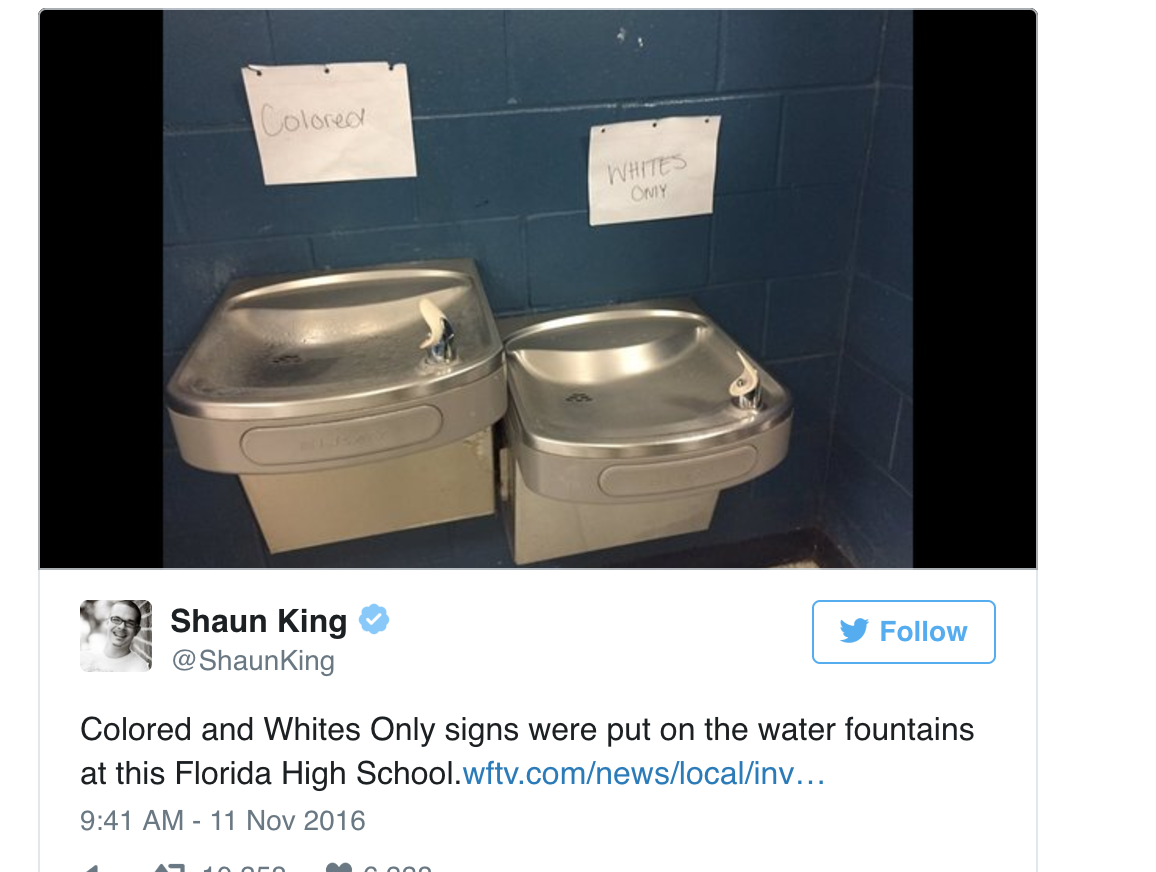 Colored
WHITES
ONLY
Shaun King
@ShaunKing
Follow
Colored and Whites Only signs were put on the water fountains
at this Florida High School.wftv.com/news/local/inv…
9:41 AM - 11 Nov 2016